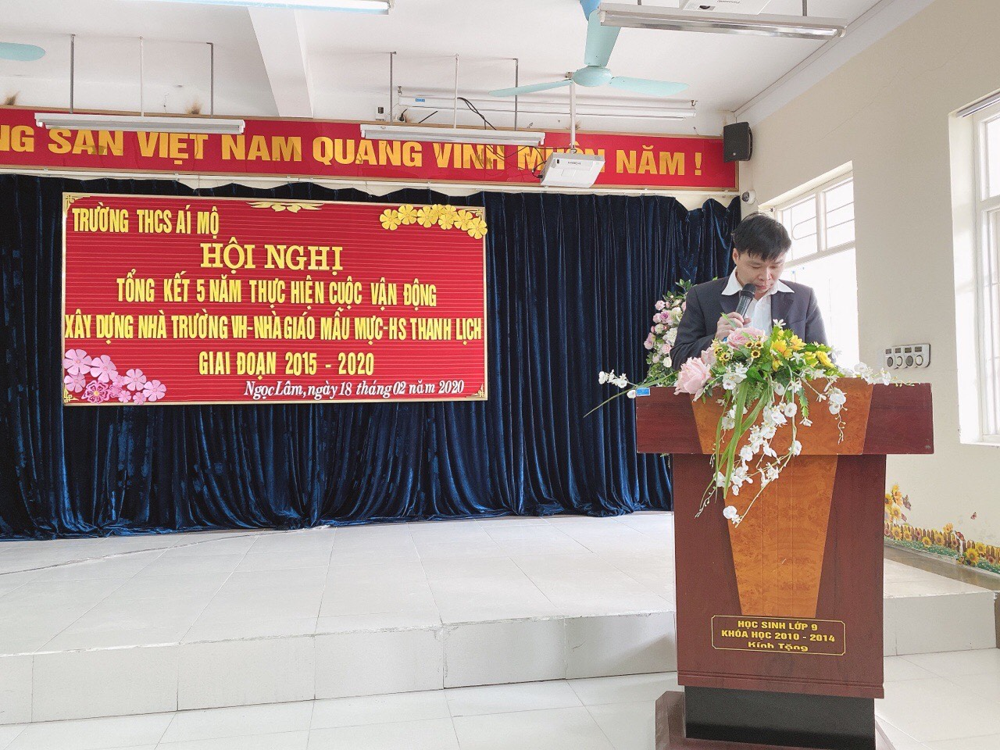 NG SẢN VIỆT NAM QUANG VINH MUÔN NĂM !
TRƯỜNG THCS AÍ MỘ
HỘI NGHỊ
TỔNG KẾT 5 NĂM THỰC HIỆN CUỘC VẬN ĐỘNG
XÂY DỰNG NHÀ TRƯỜNG VH-NHÀ GIÁO MẪU MỰC-HS THANH LỊCH
GIAI ĐOẠN 2015 - 2020
Ngọc Lâm, ngày 18 tháng 02 năm 2020
HỌC SINH LỚP 9
KHÓA HỌC 2010 - 2014
Kính Tặng